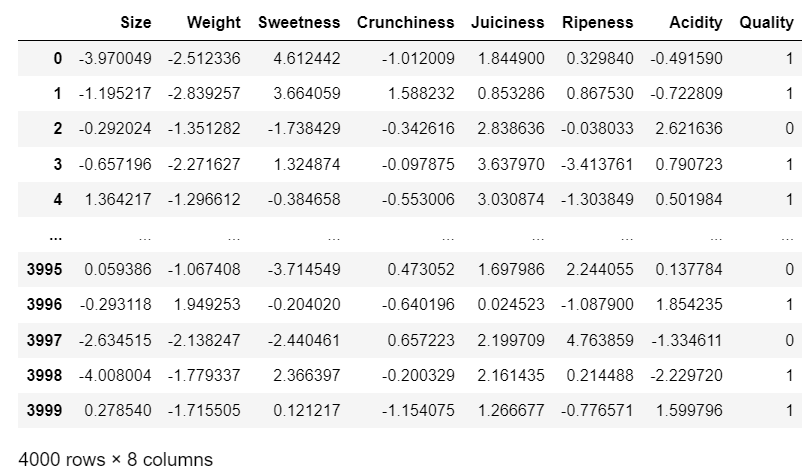 Size Weight Sweetness Crunchiness Juiciness Ripeness Acidity Quality
0 -3.970049 -2.512336 4.612442 -1.012009 1.844900 0.329840 -0.491590 1
1 -1.195217 -2.839257 3.664059 1.588232 0.853286 0.867530 -0.722809 1
2 -0.292024 -1.351282 -1.738429 -0.342616 2.838636 -0.038033 2.621636 0
3 -0.657196 -2.271627 1.324874 -0.097875 3.637970 -3.413761 0.790723 1
4 1.364217 -1.296612 -0.384658 -0.553006 3.030874 -1.303849 0.501984 1
... ... ... ... ... ... ... ... ...
3995 0.059386 -1.067408 -3.714549 0.473052 1.697986 2.244055 0.137784 0
3996 -0.293118 1.949253 -0.204020 -0.640196 0.024523 -1.087900 1.854235 1
3997 -2.634515 -2.138247 -2.440461 0.657223 2.199709 4.763859 -1.334611 0
3998 -4.008004 -1.779337 2.366397 -0.200329 2.161435 0.214488 -2.229720 1
3999 0.278540 -1.715505 0.121217 -1.154075 1.266677 -0.776571 1.599796 1
4000 rows × 8 columns